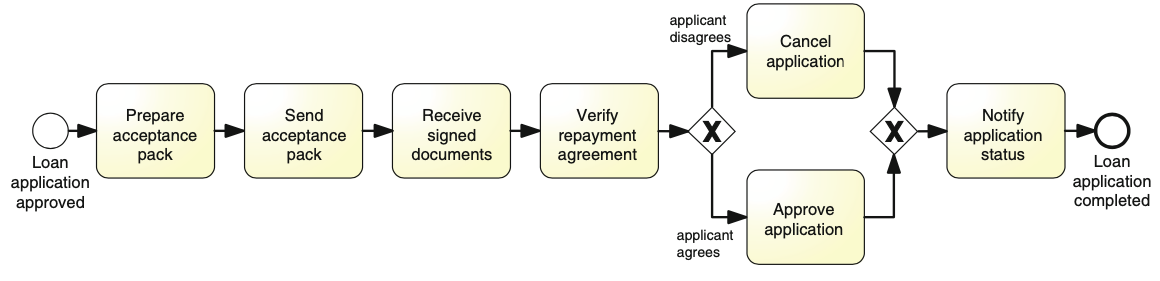 Loan
application
approved
Prepare
acceptance
pack
Send
acceptance
pack
Receive
signed
documents
Verify
repayment
agreement
X
applicant
disagrees
Cancel
application
applicant
agrees
Approve
application
X
Notify
application
status
Loan
application
completed